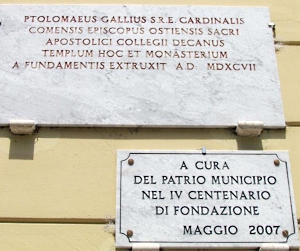 PTOLOMAEUS GALLIUS S.R.E. CARDINALIS
COMENSIS EPISCOPUS OSTIENSIS SACRI
APOSTOLICI COLLEGII DECANUS
TEMPLUM HOC ET MONASTERIUM
A FUNDAMENTIS EXTRUXIT A.D. MDXCVII
A CURA
DEL PATRIO MUNICIPIO
NEL IV CENTENARIO
DI FONDAZIONE
MAGGIO 2007